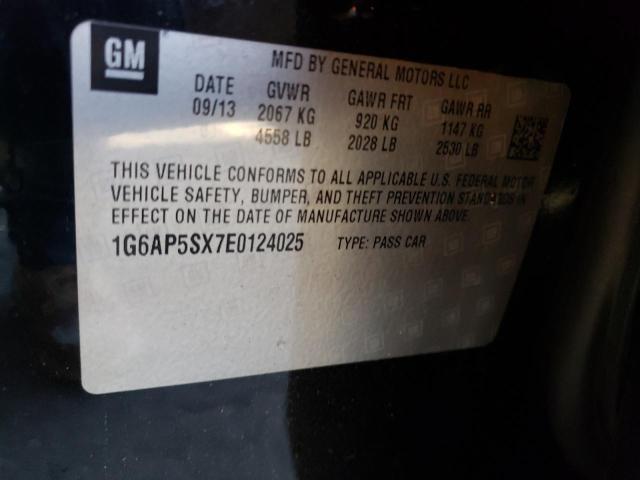 GM
MFD BY GENERAL MOTORS LLC
DATE GVWR GAWR FRT GAWR RR
09/13 2067 KG 920 KG 1147 KG
4558 LB 2028 LB 2530 LB
THIS VEHICLE CONFORMS TO ALL APPLICABLE U.S. FEDERAL MOTOR
VEHICLE SAFETY, BUMPER, AND THEFT PREVENTION STANDARDS IN
EFFECT ON THE DATE OF MANUFACTURE SHOWN ABOVE.
1G6AP5SX7E0124025 TYPE: PASS CAR